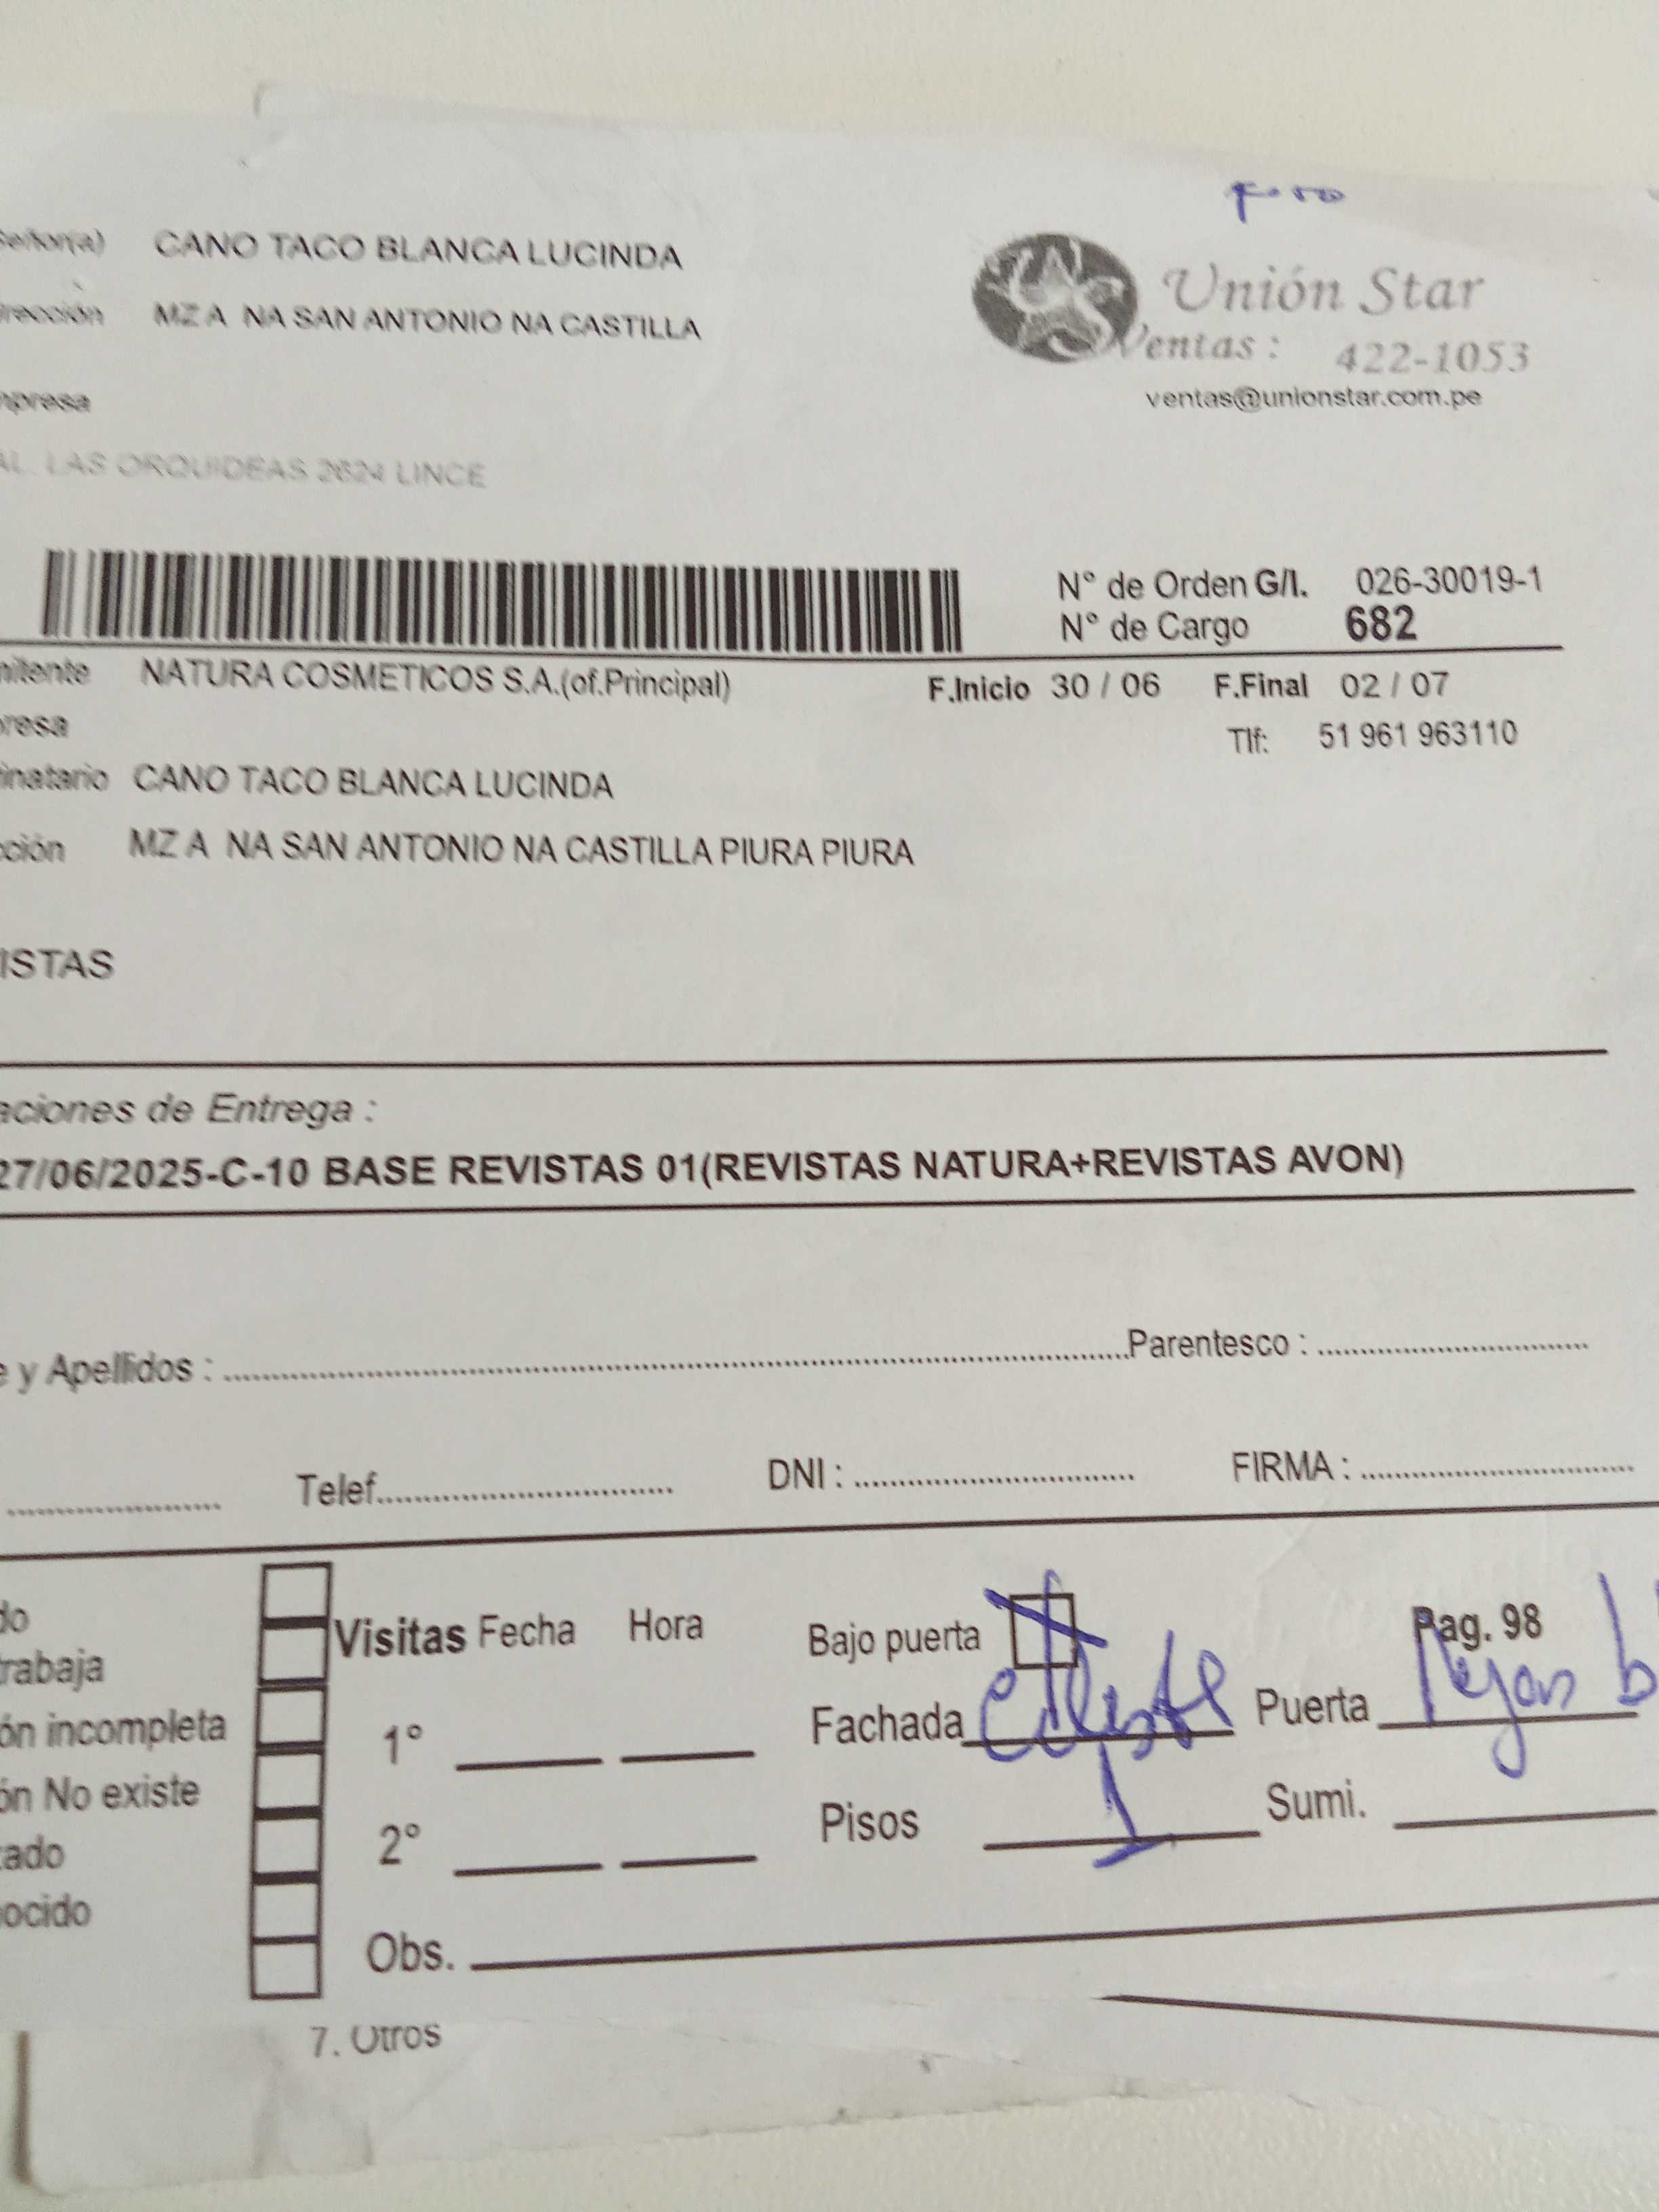 Señor(a) CANO TACO BLANCA LUCINDA
rección MZ A NA SAN ANTONIO NA CASTILLA
Unión Star
Ventas : 422-1053
ventas@unionstar.com.pe
mpresa
AL. LAS ORQUIDEAS 2624 LINCE
N° de Orden G/I. 026-30019-1
N° de Cargo 682
mitente NATURA COSMETICOS S.A.(of.Principal) F.Inicio 30 / 06 F.Final 02 / 07
resa Tlf: 51 961 963110
inatario CANO TACO BLANCA LUCINDA
cción MZ A NA SAN ANTONIO NA CASTILLA PIURA PIURA
ISTAS
aciones de Entrega :
27/06/2025-C-10 BASE REVISTAS 01(REVISTAS NATURA+REVISTAS AVON)
e y Apellidos : Parentesco :
Telef. DNI : FIRMA :
do
trabaja
ón incompleta
ón No existe
ado
ocido
7. Otros
Visitas Fecha Hora
1°
2°
Obs.
Bajo puerta
Pag. 98
Fachada celeste Puerta
Pisos 1 Sumi.